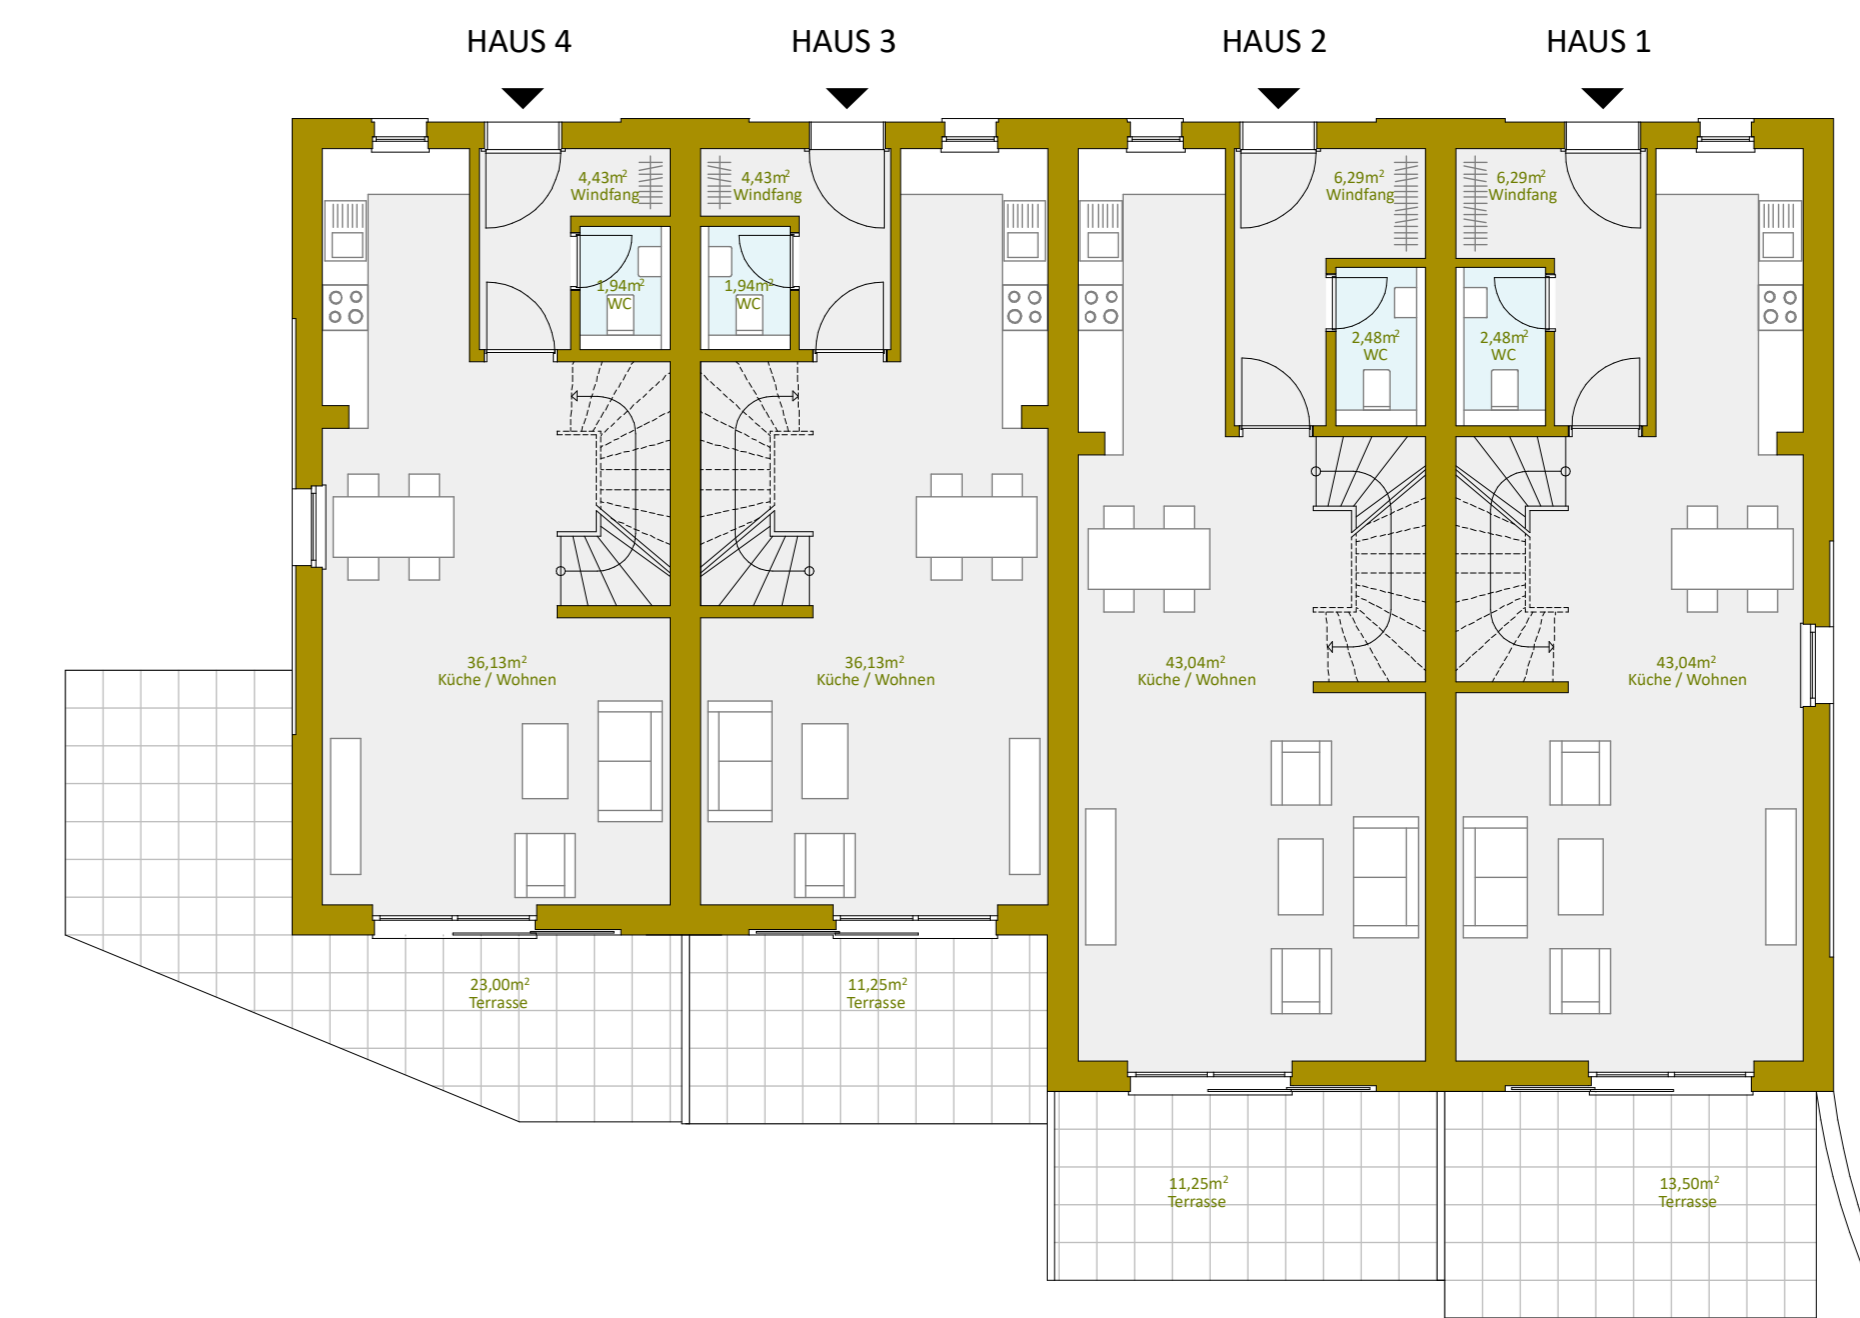 HAUS 4
HAUS 3
HAUS 2
HAUS 1
4,43m²
Windfang
4,43m²
Windfang
6,29m²
Windfang
6,29m²
Windfang
1,94m²
WC
1,94m²
WC
2,48m²
WC
2,48m²
WC
36,13m²
Küche / Wohnen
36,13m²
Küche / Wohnen
43,04m²
Küche / Wohnen
43,04m²
Küche / Wohnen
23,00m²
Terrasse
11,25m²
Terrasse
11,25m²
Terrasse
13,50m²
Terrasse